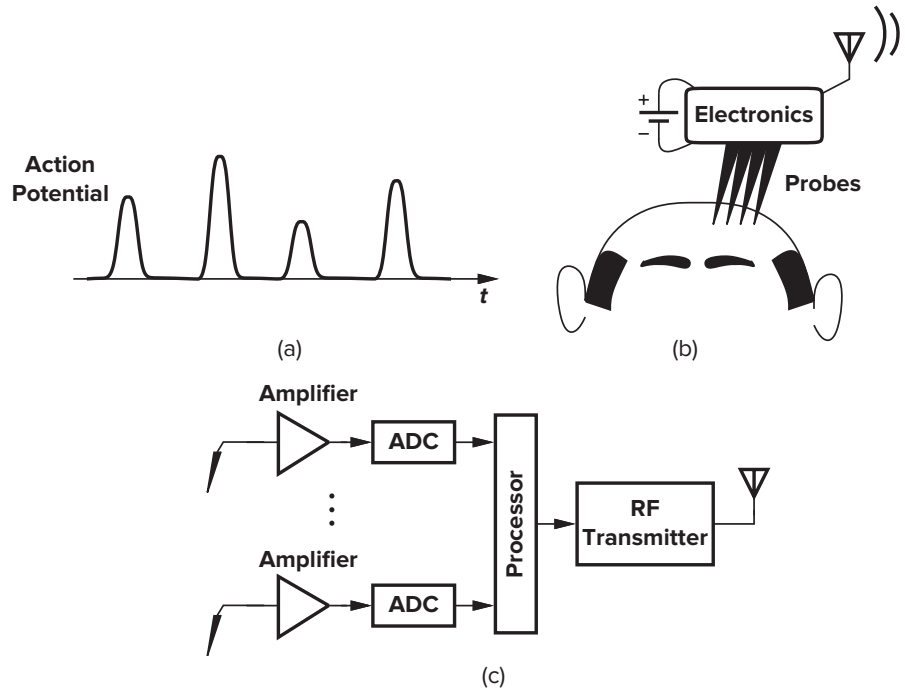 Action
Potential
t
(a)
+
−
Electronics
Probes
(b)
Amplifier
ADC
Amplifier
ADC
Processor
RF
Transmitter
(c)